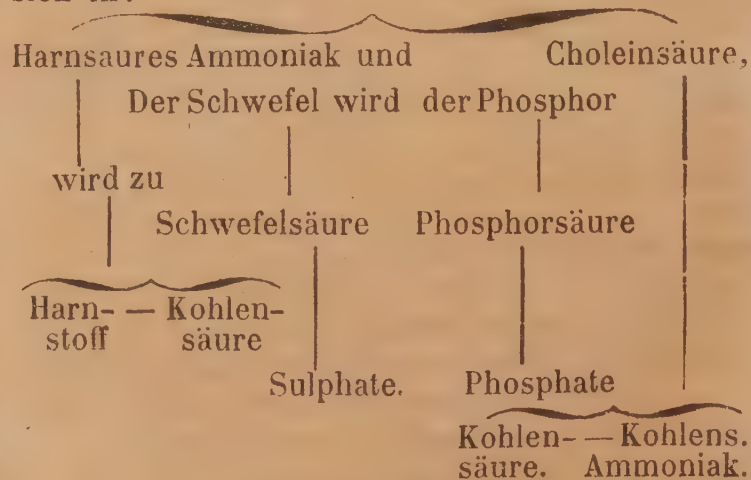 Harnsaures Ammoniak und Choleinsäure,
Der Schwefel wird der Phosphor
wird zu
Schwefelsäure Phosphorsäure
Harn- — Kohlen-
stoff säure
Sulphate. Phosphate
Kohlen- — Kohlens.
säure. Ammoniak.